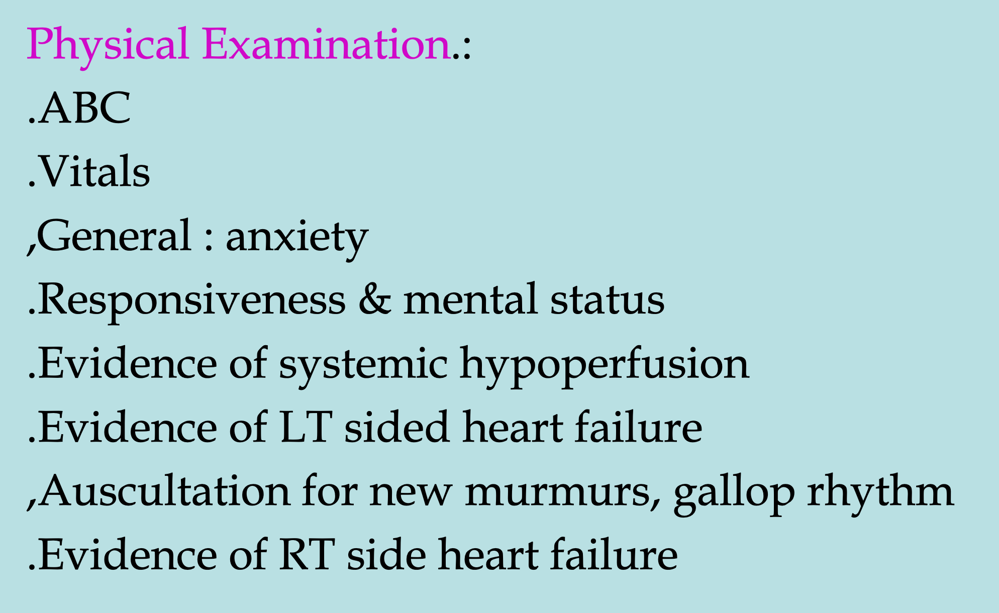 Physical Examination.:
.ABC
.Vitals
,General : anxiety
.Responsiveness & mental status
.Evidence of systemic hypoperfusion
.Evidence of LT sided heart failure
,Auscultation for new murmurs, gallop rhythm
.Evidence of RT side heart failure